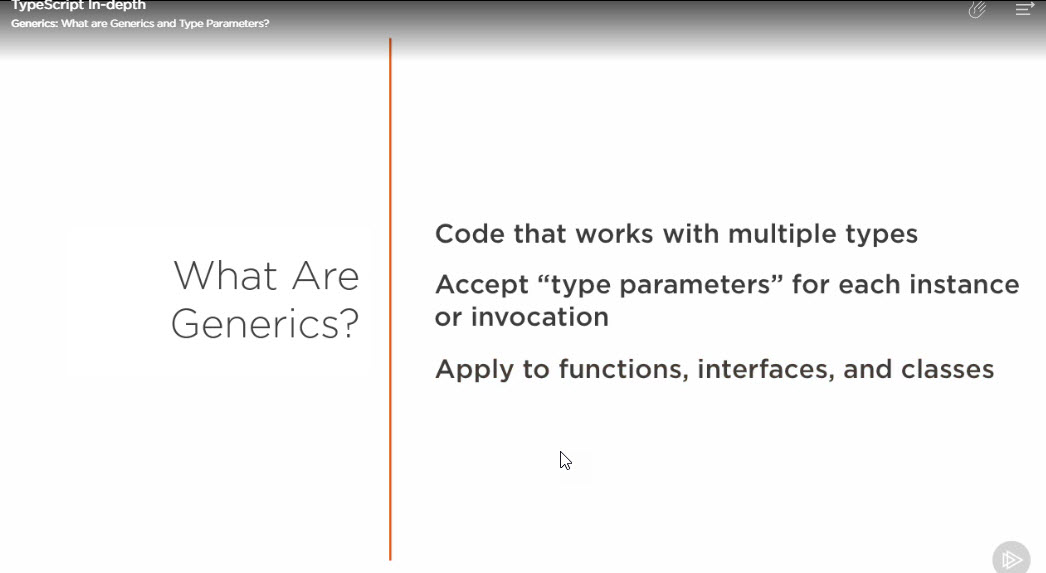 TypeScript In-depth
Generics: What are Generics and Type Parameters?
What Are
Generics?
Code that works with multiple types
Accept “type parameters” for each instance
or invocation
Apply to functions, interfaces, and classes